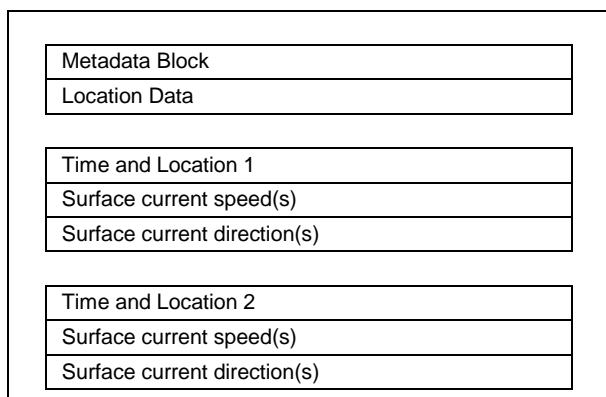 Metadata Block
Location Data
Time and Location 1
Surface current speed(s)
Surface current direction(s)
Time and Location 2
Surface current speed(s)
Surface current direction(s)